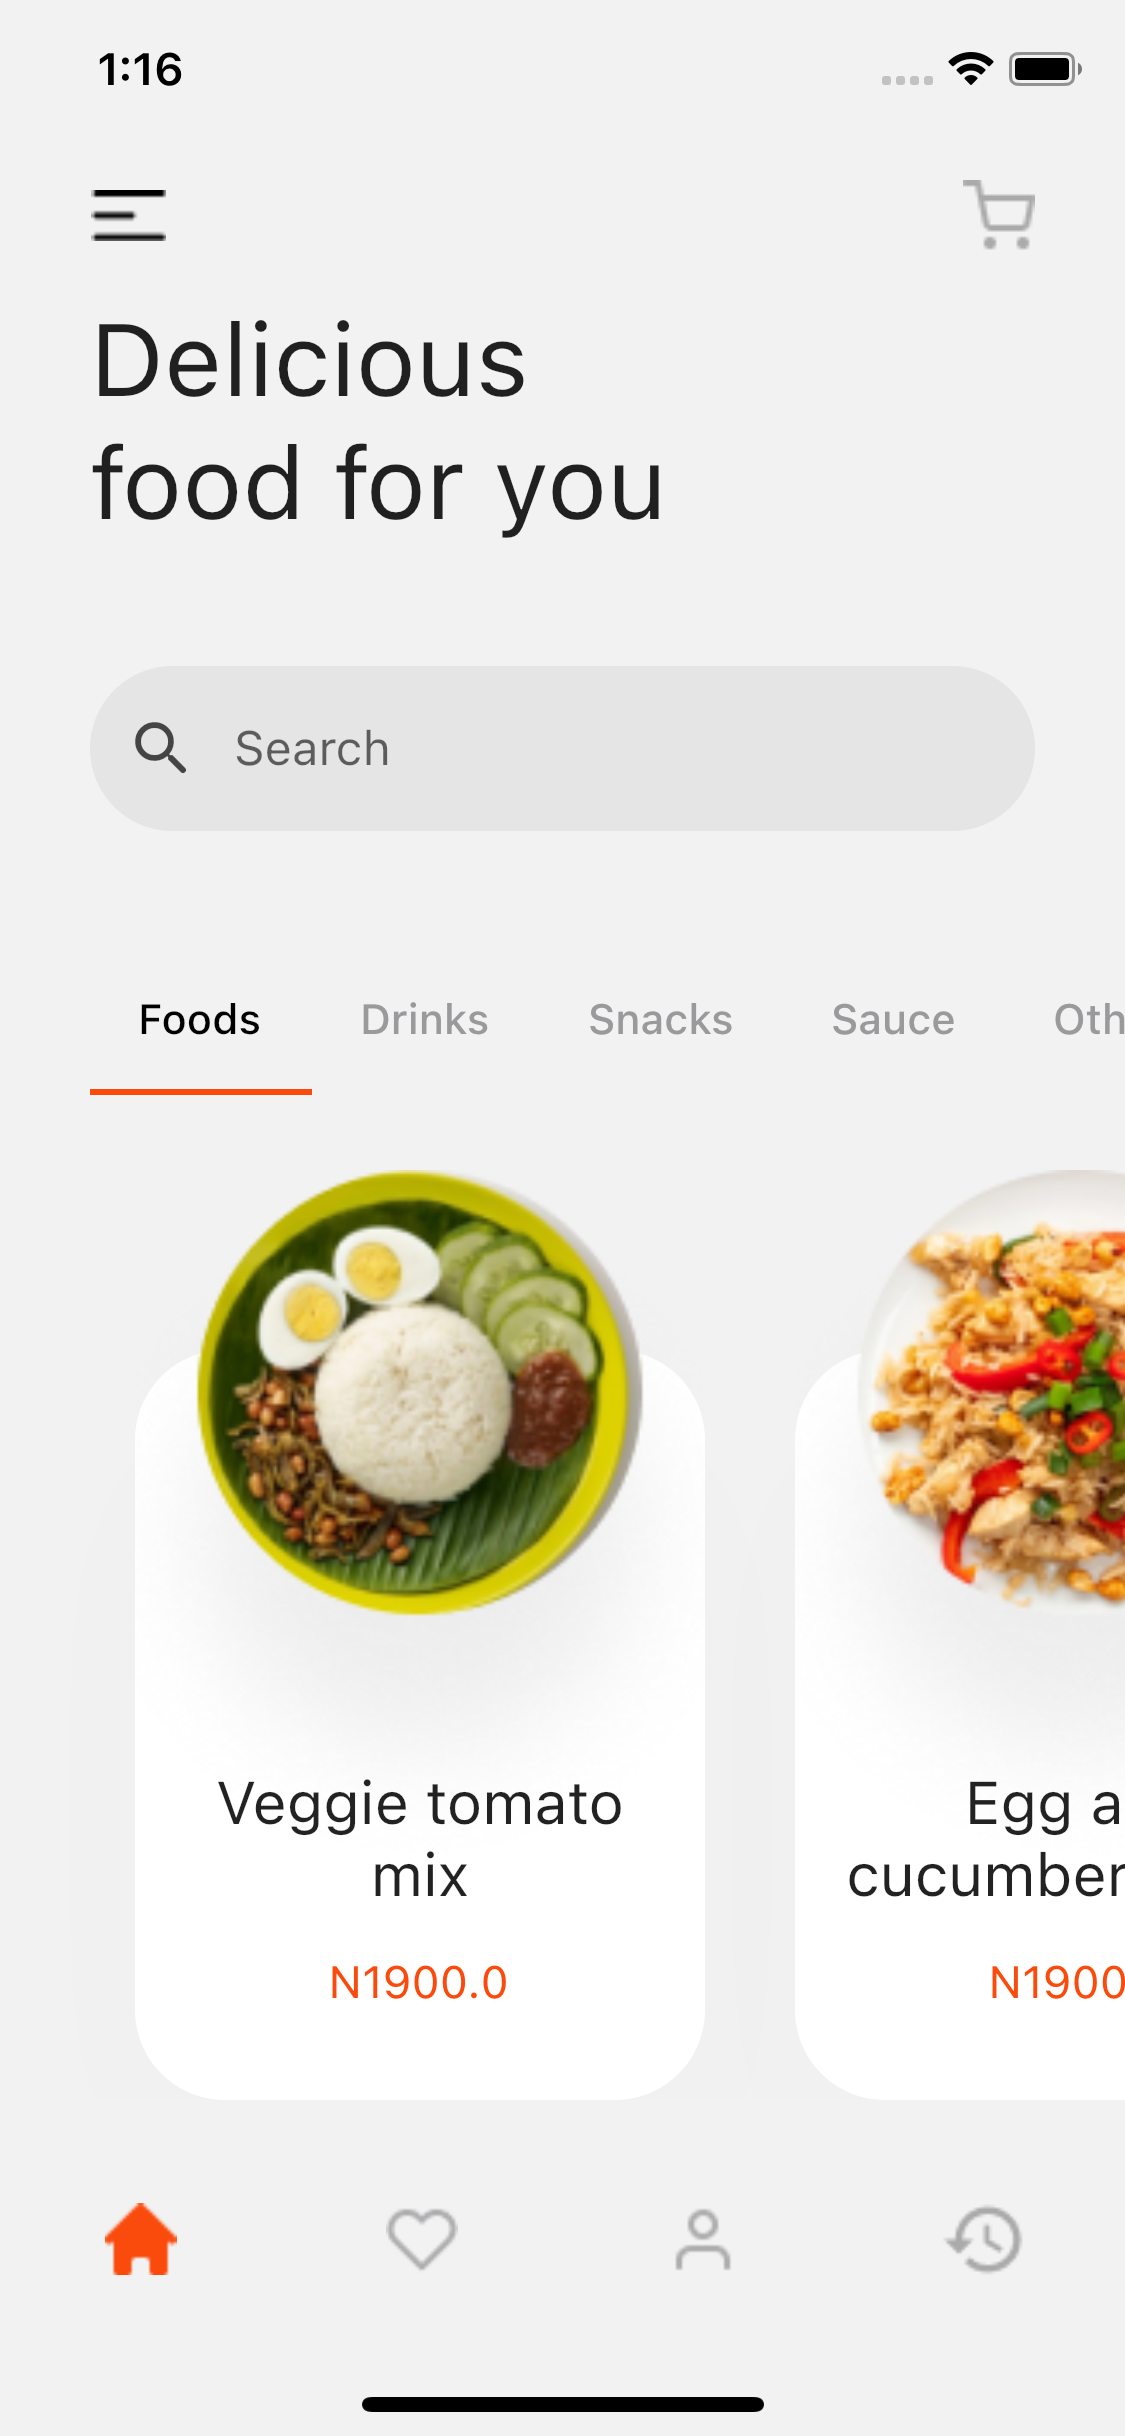 1:16
Delicious
food for you
Search
Foods Drinks Snacks Sauce Oth
Veggie tomato
mix
N1900.0
Egg a
cucumber
N1900